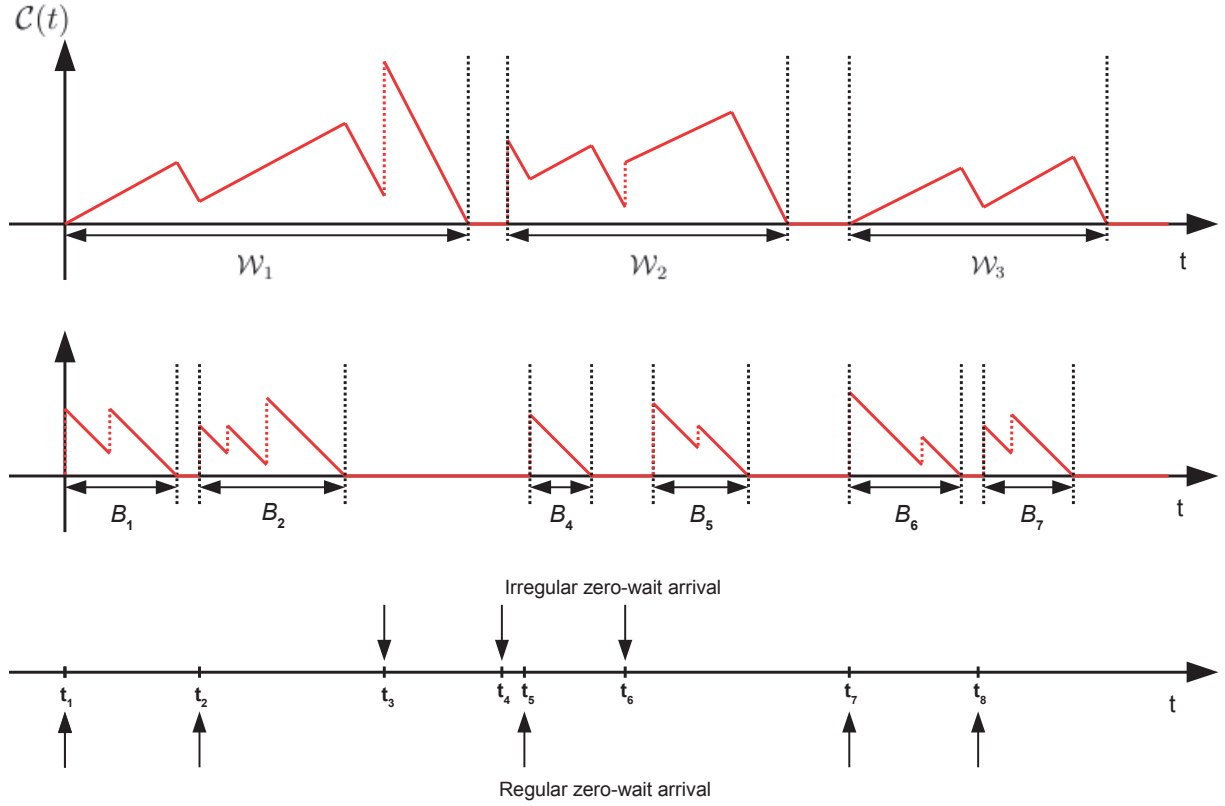 𝒞(t)
𝒲₁
𝒲₂
𝒲₃
t
B₁
B₂
B₄
B₅
B₆
B₇
t
Irregular zero-wait arrival
t₁
t₂
t₃
t₄
t₅
t₆
t₇
t₈
t
Regular zero-wait arrival